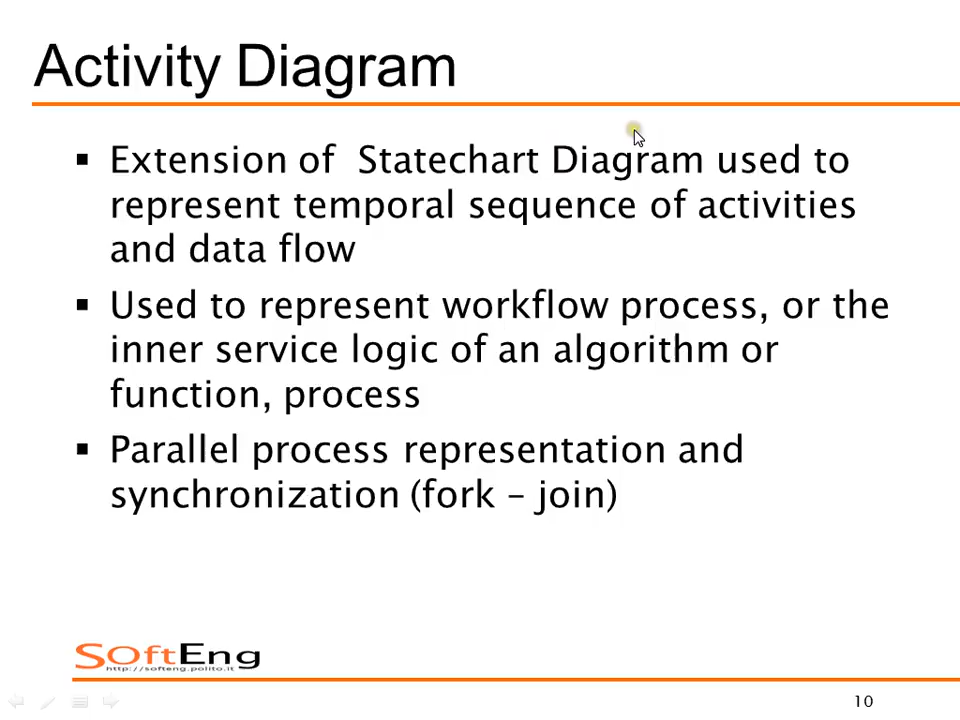 Activity Diagram
▪ Extension of Statechart Diagram used to
represent temporal sequence of activities
and data flow
▪ Used to represent workflow process, or the
inner service logic of an algorithm or
function, process
▪ Parallel process representation and
synchronization (fork – join)
SOftEng
http://softeng.polito.it
10